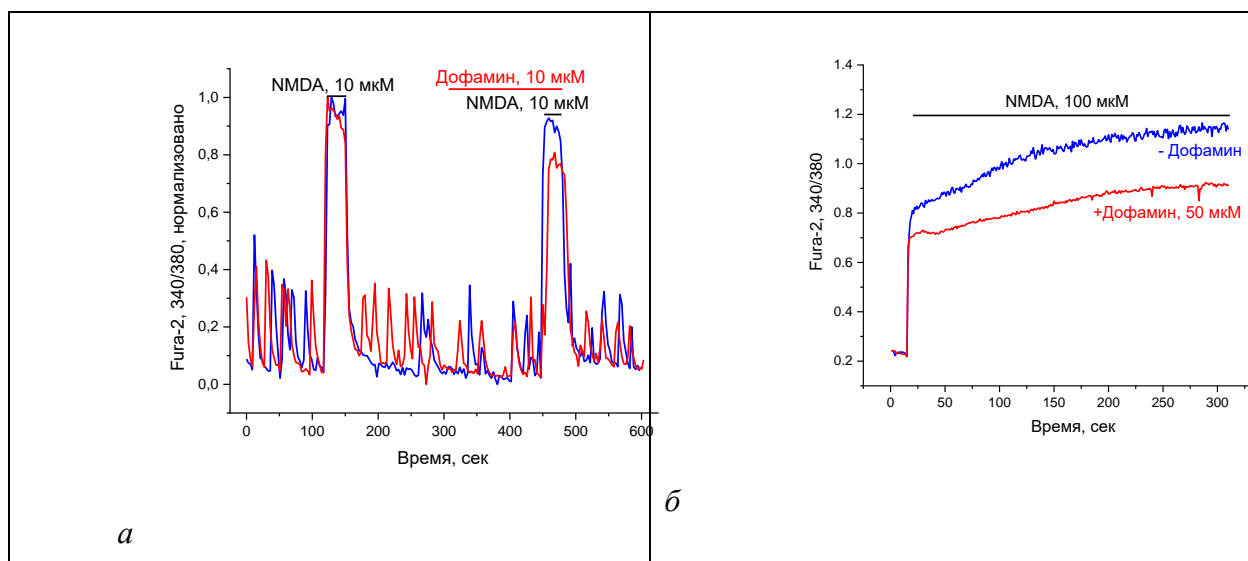 NMDA, 10 мкМ
Дофамин, 10 мкМ
NMDA, 10 мкМ
1,0
0,8
0,6
0,4
0,2
0,0
Fura-2, 340/380, нормализовано
0
100
200
300
400
500
600
Время, сек
а
1.4
1.2
1.0
0.8
0.6
0.4
0.2
Fura-2, 340/380
NMDA, 100 мкМ
- Дофамин
+Дофамин, 50 мкМ
0
50
100
150
200
250
300
Время, сек
б